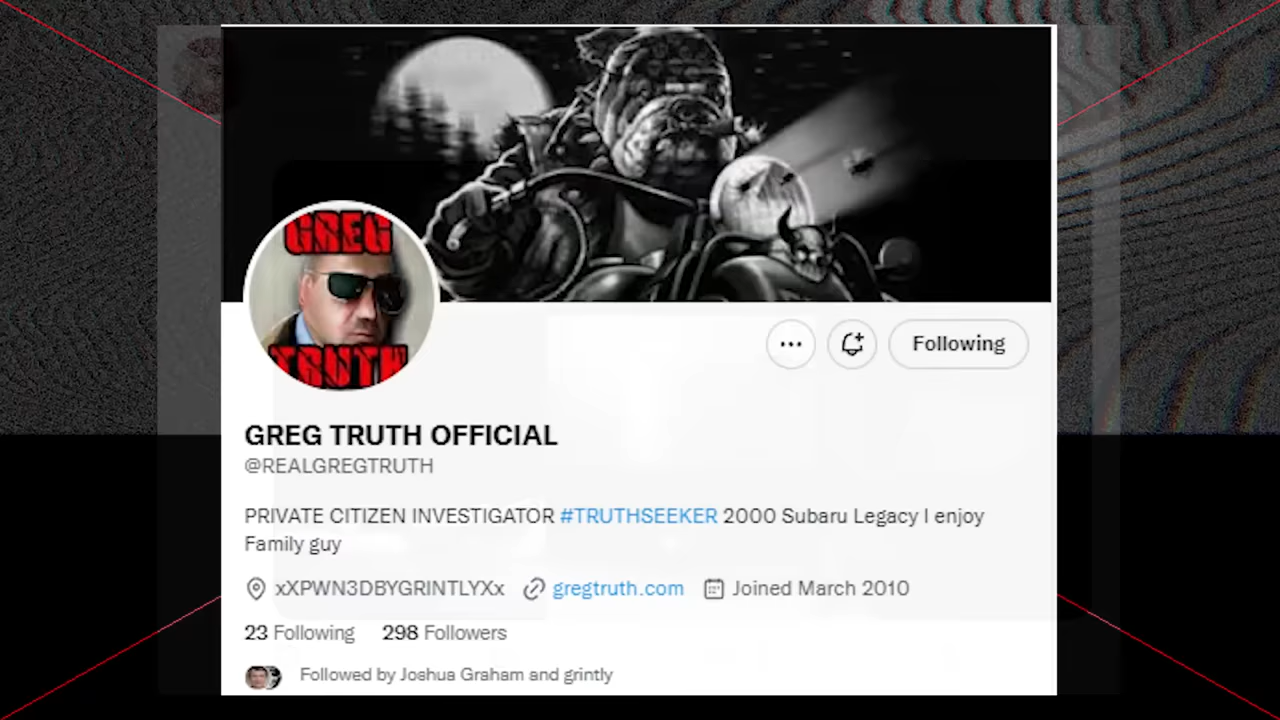 GREG
TRUTH
Following
GREG TRUTH OFFICIAL
@REALGREGTRUTH
PRIVATE CITIZEN INVESTIGATOR #TRUTHSEEKER 2000 Subaru Legacy I enjoy
Family guy
xXPWN3DBYGRINTLYXx gregtruth.com Joined March 2010
23 Following 298 Followers
Followed by Joshua Graham and grintly